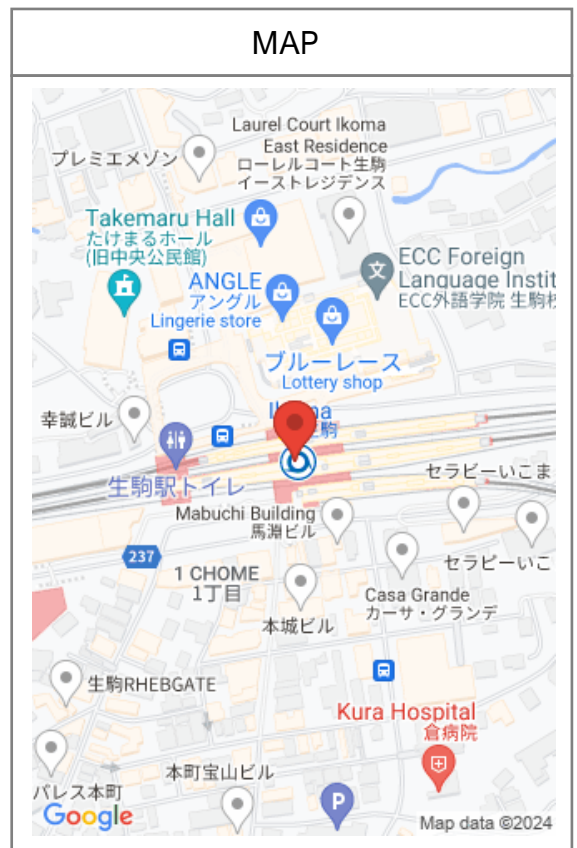 MAP
Laurel Court Ikoma
East Residence
ローレルコート生駒
イーストレジデンス
プレミエメゾン
Takemaru Hall
たけまるホール
(旧中央公民館)
ECC Foreign
Language Instit
ECC外語学院 生駒校
ANGLE
アングル
Lingerie store
文
ブルーレース
Lottery shop
幸誠ビル
生駒駅トイレ
セラビーいこま
Mabuchi Building
馬淵ビル
237
セラビーいこ
1 CHOME
1丁目
Casa Grande
カーサ・グランデ
本城ビル
生駒RHEBGATE
Kura Hospital
倉病院
本町宝山ビル
パレス本町
P
Google
Map data ©2024